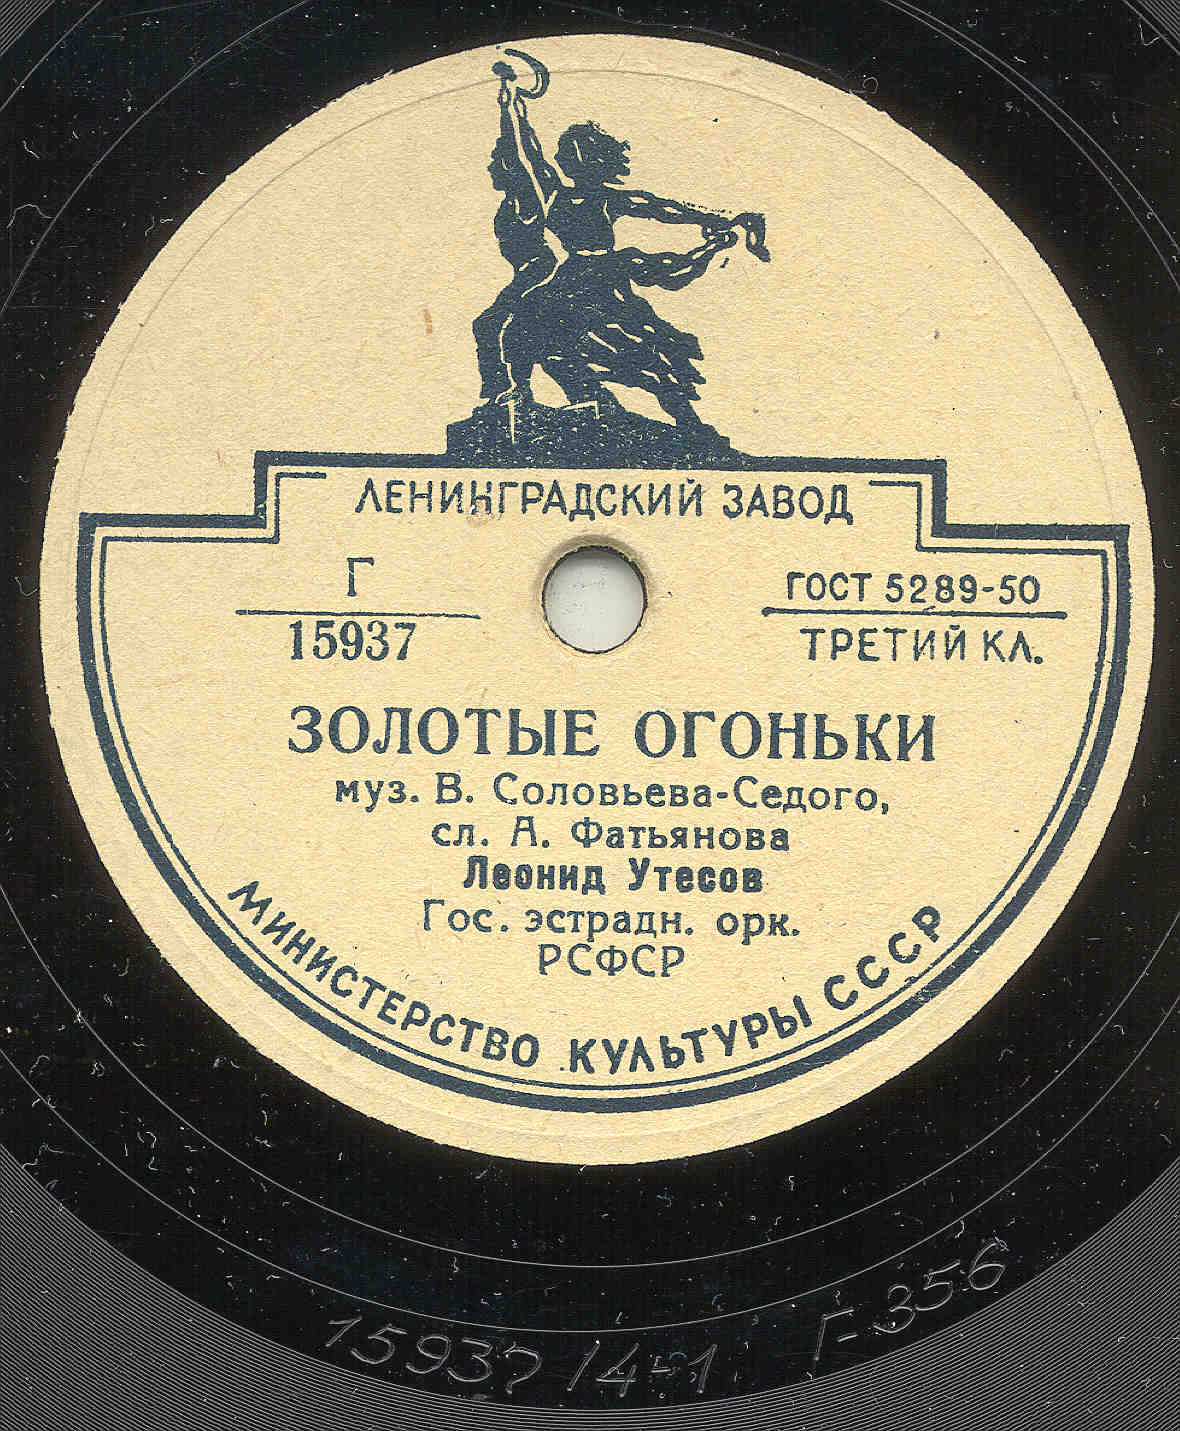 ЛЕНИНГРАДСКИЙ ЗАВОД
Г
15937
ГОСТ 5289-50
ТРЕТИЙ КЛ.
ЗОЛОТЫЕ ОГОНЬКИ
муз. В. Соловьева-Седого,
сл. А. Фатьянова
Леонид Утесов
Гос. эстрадн. орк.
РСФСР
МИНИСТЕРСТВО КУЛЬТУРЫ СССР
15937/4-1 Г-356